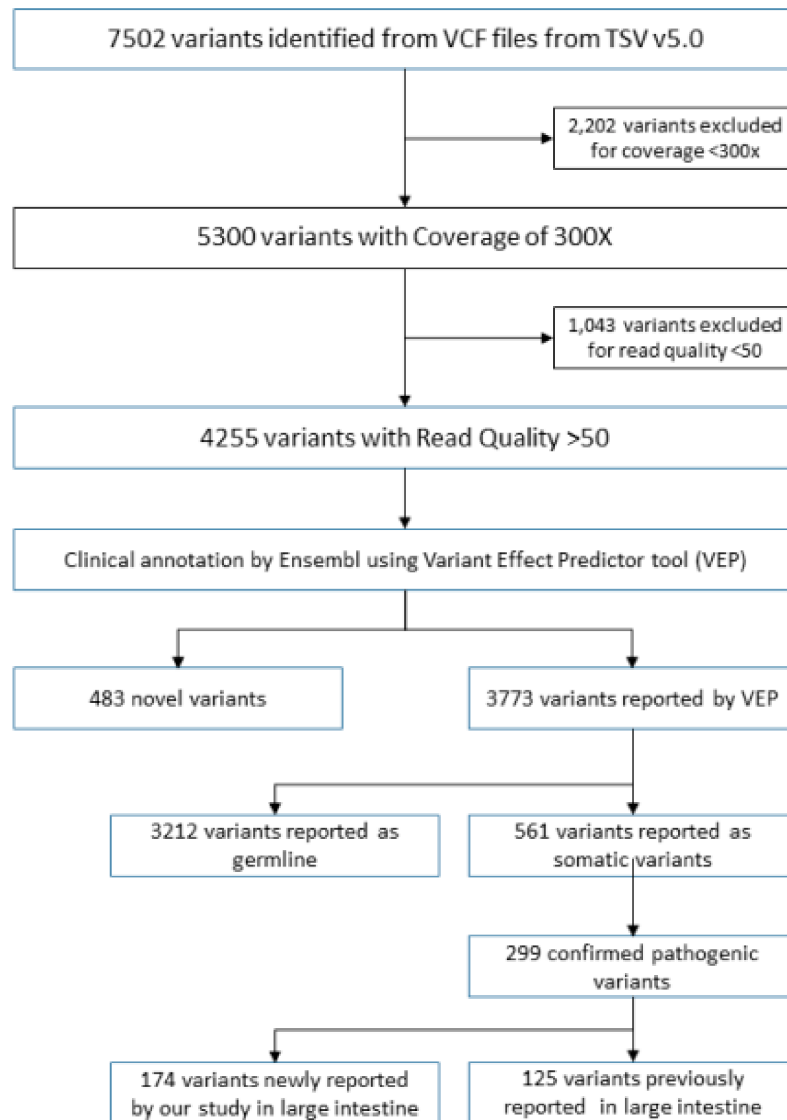 7502 variants identified from VCF files from TSV v5.0
2,202 variants excluded
for coverage <300x
5300 variants with Coverage of 300X
1,043 variants excluded
for read quality <50
4255 variants with Read Quality >50
Clinical annotation by Ensembl using Variant Effect Predictor tool (VEP)
483 novel variants
3773 variants reported by VEP
3212 variants reported as
germline
561 variants reported as
somatic variants
299 confirmed pathogenic
variants
174 variants newly reported
by our study in large intestine
125 variants previously
reported in large intestine